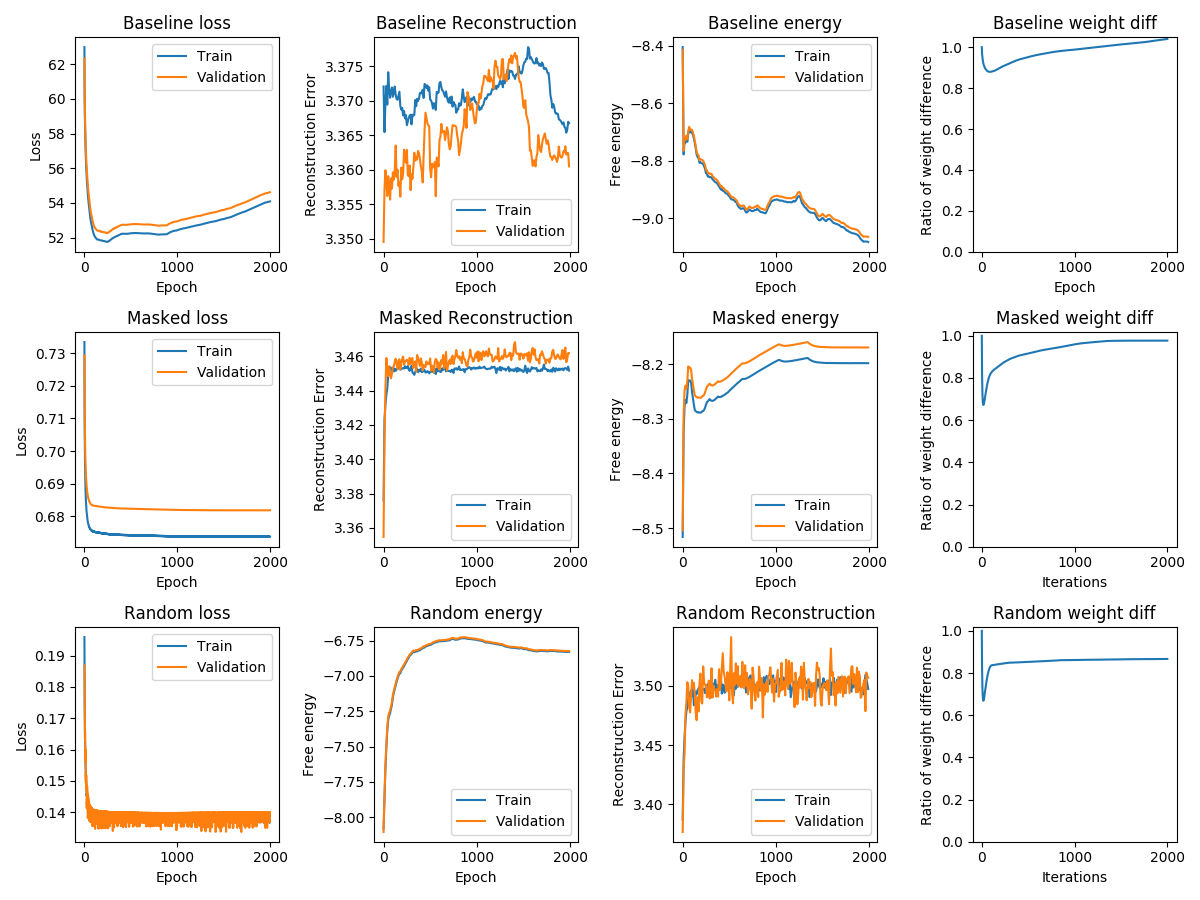 Baseline loss
Loss
62
60
58
56
54
52
Train
Validation
0 1000 2000
Epoch
Baseline Reconstruction
Reconstruction Error
3.375
3.370
3.365
3.360
3.355
3.350
Train
Validation
0 1000 2000
Epoch
Baseline energy
Free energy
−8.4
−8.6
−8.8
−9.0
Train
Validation
0 1000 2000
Epoch
Baseline weight diff
Ratio of weight difference
1.0
0.8
0.6
0.4
0.2
0.0
0 1000 2000
Epoch
Masked loss
Loss
0.73
0.72
0.71
0.70
0.69
0.68
Train
Validation
0 1000 2000
Epoch
Masked Reconstruction
Reconstruction Error
3.46
3.44
3.42
3.40
3.38
3.36
Train
Validation
0 1000 2000
Epoch
Masked energy
Free energy
−8.2
−8.3
−8.4
−8.5
Train
Validation
0 1000 2000
Epoch
Masked weight diff
Ratio of weight difference
1.0
0.8
0.6
0.4
0.2
0.0
0 1000 2000
Iterations
Random loss
Loss
0.19
0.18
0.17
0.16
0.15
0.14
Train
Validation
0 1000 2000
Epoch
Random energy
Free energy
−6.75
−7.00
−7.25
−7.50
−7.75
−8.00
Train
Validation
0 1000 2000
Epoch
Random Reconstruction
Reconstruction Error
3.50
3.45
3.40
Train
Validation
0 1000 2000
Epoch
Random weight diff
Ratio of weight difference
1.0
0.8
0.6
0.4
0.2
0.0
0 1000 2000
Iterations